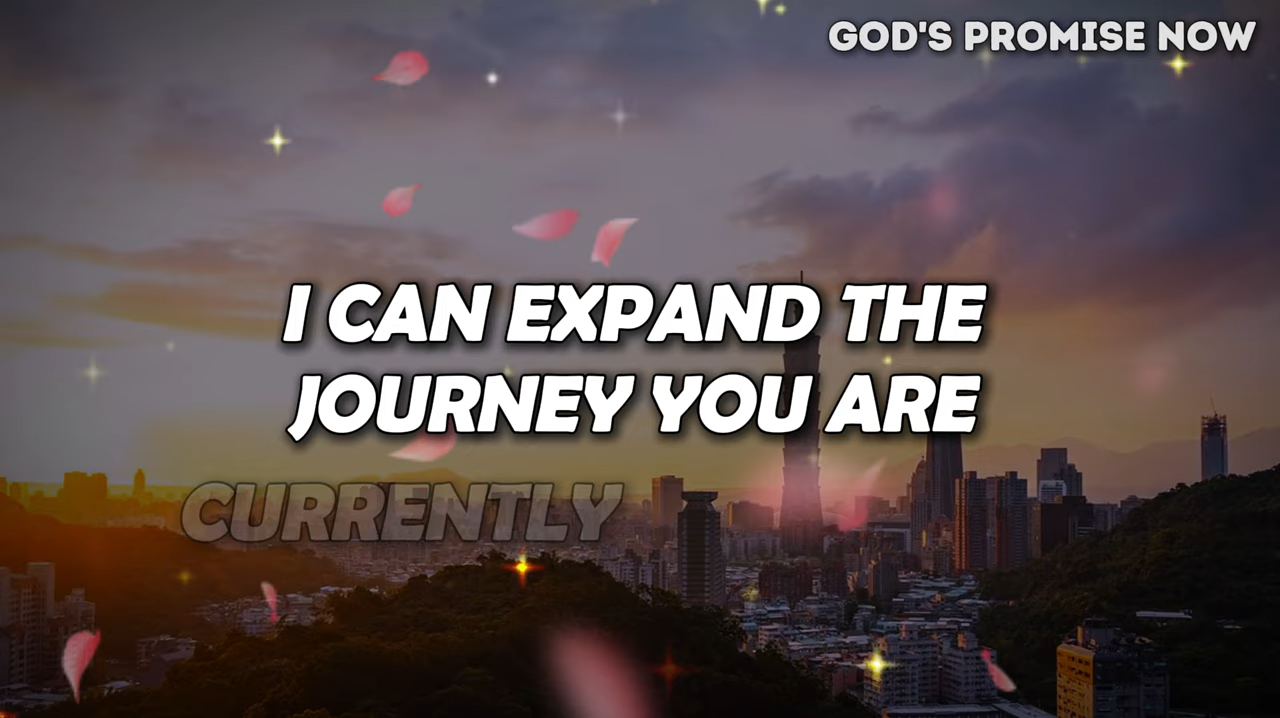 GOD'S PROMISE NOW
I CAN EXPAND THE
JOURNEY YOU ARE
CURRENTLY